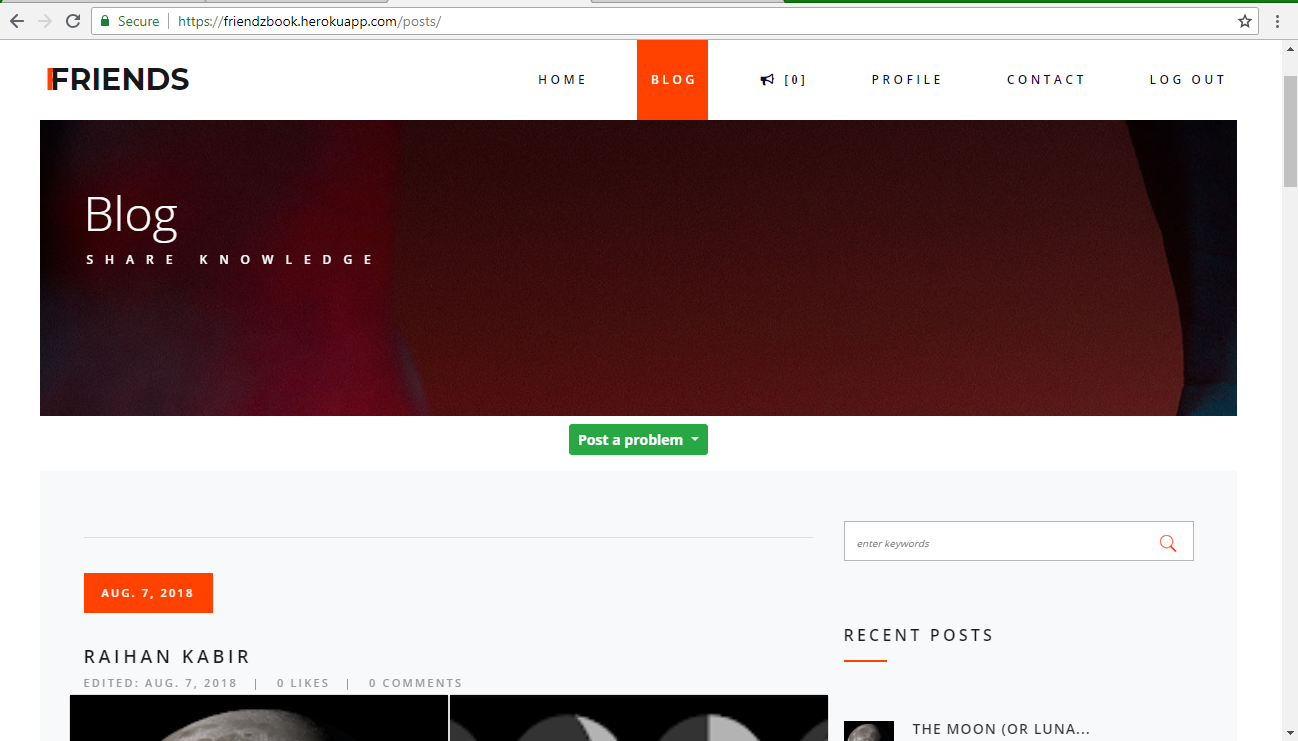 Secure https://friendzbook.herokuapp.com/posts/
FRIENDS
HOME BLOG [0] PROFILE CONTACT LOG OUT
Blog
SHARE KNOWLEDGE
Post a problem
enter keywords
AUG. 7, 2018
RECENT POSTS
RAIHAN KABIR
EDITED: AUG. 7, 2018 | 0 LIKES | 0 COMMENTS
THE MOON (OR LUNA...